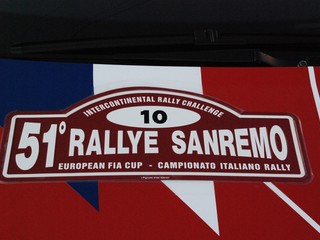 INTERCONTINENTAL RALLY CHALLENGE
10
51° RALLYE SANREMO
EUROPEAN FIA CUP - CAMPIONATO ITALIANO RALLY